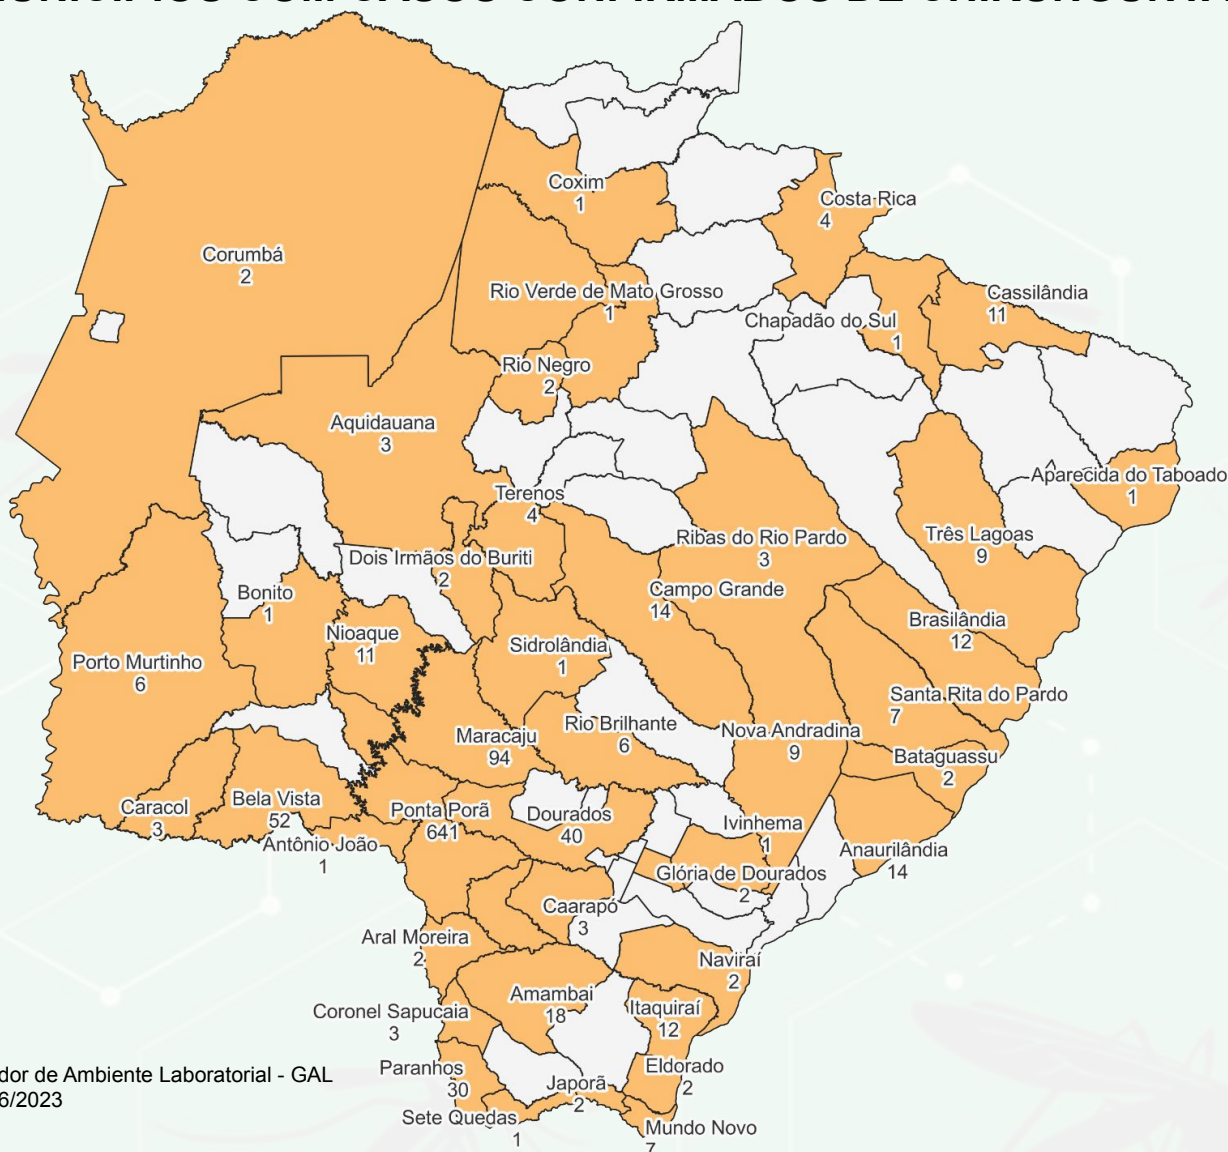 Coxim
1
Costa Rica
4
Corumbá
2
Rio Verde de Mato Grosso
1
Cassilândia
11
Chapadão do Sul
1
Rio Negro
2
Aquidauana
3
Aparecida do Taboado
1
Terenos
4
Ribas do Rio Pardo
3
Três Lagoas
9
Dois Irmãos do Buriti
2
Bonito
1
Campo Grande
14
Brasilândia
12
Nioaque
11
Sidrolândia
1
Porto Murtinho
6
Santa Rita do Pardo
7
Maracaju
94
Rio Brilhante
6
Nova Andradina
9
Bataguassu
2
Caracol
3
Bela Vista
52
Ponta Porã
641
Dourados
40
Ivinhema
1
Antônio João
1
Anaurilândia
14
Glória de Dourados
2
Caarapó
3
Aral Moreira
2
Naviraí
2
Amambai
18
Itaquiraí
12
Coronel Sapucaia
3
Paranhos
30
Eldorado
2
Japorã
2
Sete Quedas
1
Mundo Novo
7
dor de Ambiente Laboratorial - GAL
6/2023